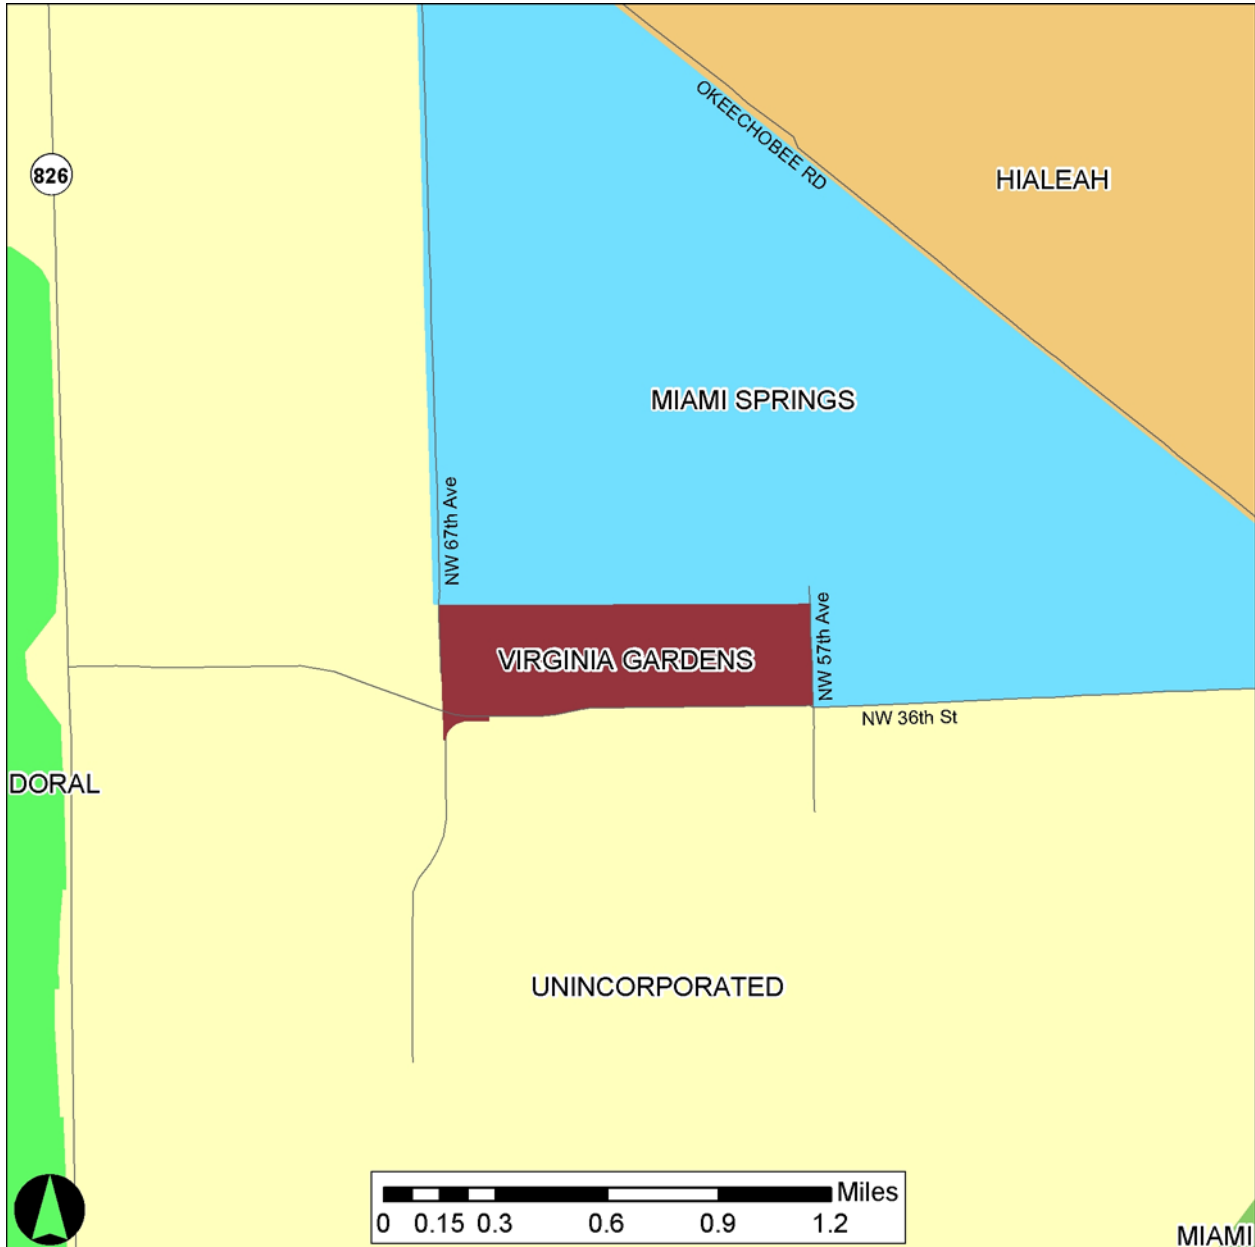 OKEECHOBEE RD
826
HIALEAH
MIAMI SPRINGS
NW 67th Ave
NW 57th Ave
VIRGINIA GARDENS
NW 36th St
DORAL
UNINCORPORATED
Miles
0 0.15 0.3 0.6 0.9 1.2
MIAMI